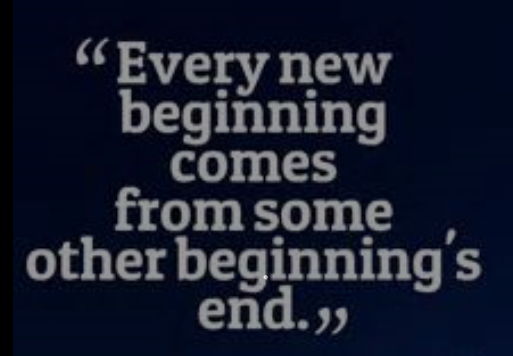 “Every new
beginning
comes
from some
other beginning's
end.„